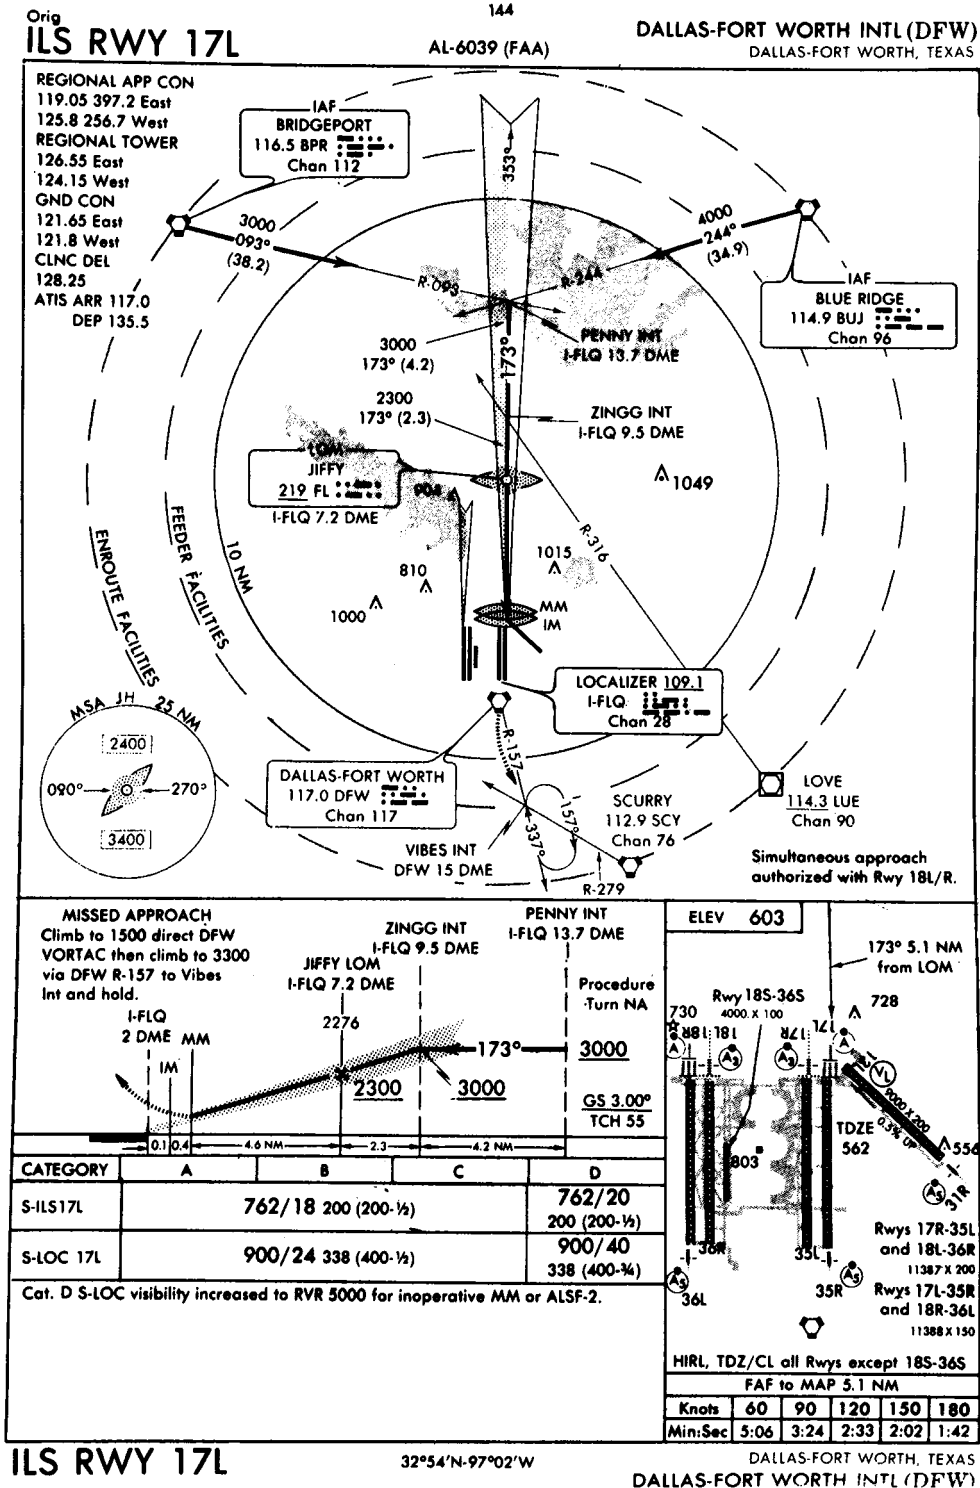 Orig
ILS RWY 17L
144
AL-6039 (FAA)
DALLAS-FORT WORTH INTL (DFW)
DALLAS-FORT WORTH, TEXAS
REGIONAL APP CON
119.05 397.2 East
125.8 256.7 West
REGIONAL TOWER
126.55 East
124.15 West
GND CON
121.65 East
121.8 West
CLNC DEL
128.25
ATIS ARR 117.0
DEP 135.5
IAF
BRIDGEPORT
116.5 BPR
Chan 112
353°
3000
093°
(38.2)
4000
244°
(34.9)
R-093
R-244
IAF
BLUE RIDGE
114.9 BUJ
Chan 96
PENNY INT
I-FLQ 13.7 DME
3000
173° (4.2)
173°
2300
173° (2.3)
ZINGG INT
I-FLQ 9.5 DME
LOM
JIFFY
219 FL
I-FLQ 7.2 DME
904
1049
R-316
1015
810
1000
MM
IM
10 NM
FEEDER FACILITIES
ENROUTE FACILITIES
LOCALIZER 109.1
I-FLQ
Chan 28
MSA JH 25 NM
2400
090°
270°
3400
R-157
DALLAS-FORT WORTH
117.0 DFW
Chan 117
157°
337°
VIBES INT
DFW 15 DME
SCURRY
112.9 SCY
Chan 76
R-279
LOVE
114.3 LUE
Chan 90
Simultaneous approach
authorized with Rwy 18L/R.
MISSED APPROACH
Climb to 1500 direct DFW
VORTAC then climb to 3300
via DFW R-157 to Vibes
Int and hold.
I-FLQ
2 DME
MM
IM
JIFFY LOM
I-FLQ 7.2 DME
2276
ZINGG INT
I-FLQ 9.5 DME
PENNY INT
I-FLQ 13.7 DME
Procedure
Turn NA
173°
3000
2300
3000
GS 3.00°
TCH 55
0.1 0.4 4.6 NM 2.3 4.2 NM
CATEGORY A B C D
S-ILS17L 762/18 200 (200-½) 762/20 200 (200-½)
S-LOC 17L 900/24 338 (400-½) 900/40 338 (400-¾)
Cat. D S-LOC visibility increased to RVR 5000 for inoperative MM or ALSF-2.
ELEV 603
173° 5.1 NM
from LOM
Rwy 18S-36S
4000 X 100
730
728
18R
18L
17R
17L
A
A2
A3
A
VL
9000 X 200
0.3% UP
TDZE
562
803
556
A5
31R
36R
35L
Rwys 17R-35L
and 18L-36R
11387 X 200
A5
36L
35R
A5
Rwys 17L-35R
and 18R-36L
11388 X 150
HIRL, TDZ/CL all Rwys except 18S-36S
FAF to MAP 5.1 NM
Knots 60 90 120 150 180
Min:Sec 5:06 3:24 2:33 2:02 1:42
ILS RWY 17L
32°54'N-97°02'W
DALLAS-FORT WORTH, TEXAS
DALLAS-FORT WORTH INTL (DFW)